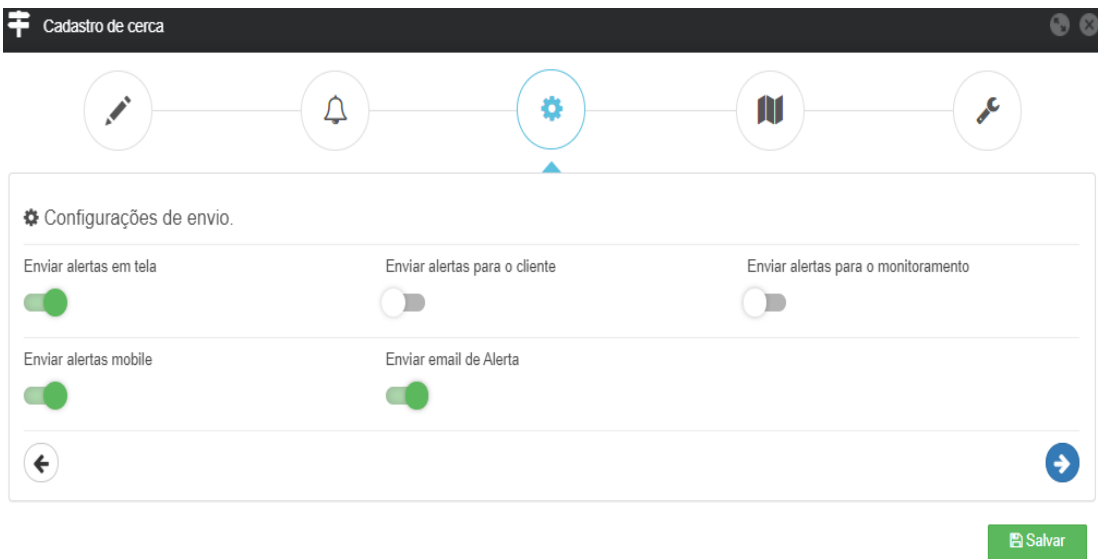 Cadastro de cerca
Configurações de envio.
Enviar alertas em tela
Enviar alertas para o cliente
Enviar alertas para o monitoramento
Enviar alertas mobile
Enviar email de Alerta
Salvar